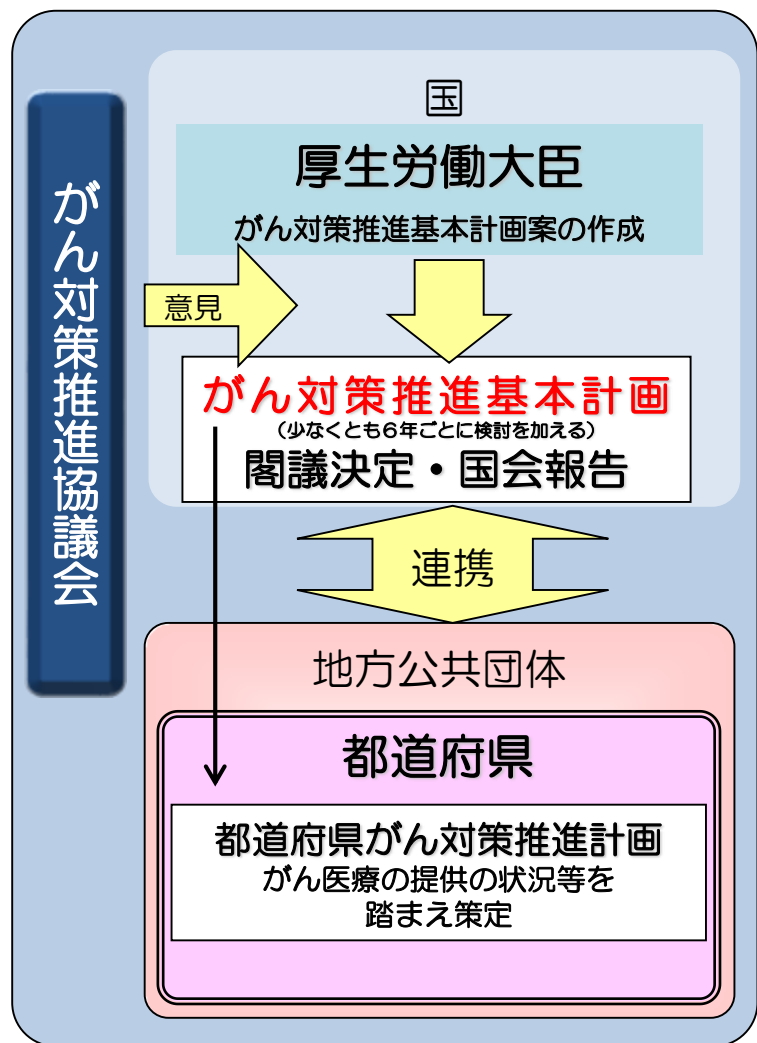 がん対策推進協議会
国
厚生労働大臣
がん対策推進基本計画案の作成
意見
がん対策推進基本計画
（少なくとも６年ごとに検討を加える）
閣議決定・国会報告
連携
地方公共団体
都道府県
都道府県がん対策推進計画
がん医療の提供の状況等を
踏まえ策定